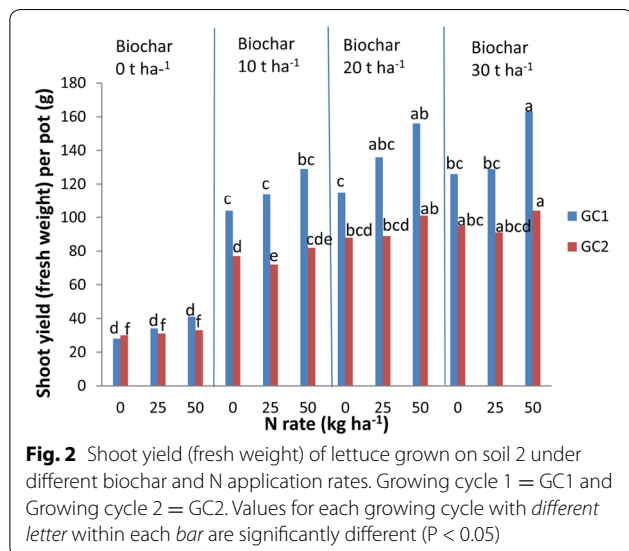 Biochar Biochar Biochar Biochar
0 t ha-¹ 10 t ha⁻¹ 20 t ha⁻¹ 30 t ha⁻¹
Shoot yield (fresh weight) per pot (g)
180
160
140
120
100
80
60
40
20
0
d f d f d f
c d c e bc cde
c bcd abc bcd ab ab
bc abc bc abcd a a
GC1
GC2
0 25 50 0 25 50 0 25 50 0 25 50
N rate (kg ha⁻¹)
Fig. 2 Shoot yield (fresh weight) of lettuce grown on soil 2 under
different biochar and N application rates. Growing cycle 1 = GC1 and
Growing cycle 2 = GC2. Values for each growing cycle with different
letter within each bar are significantly different (P < 0.05)